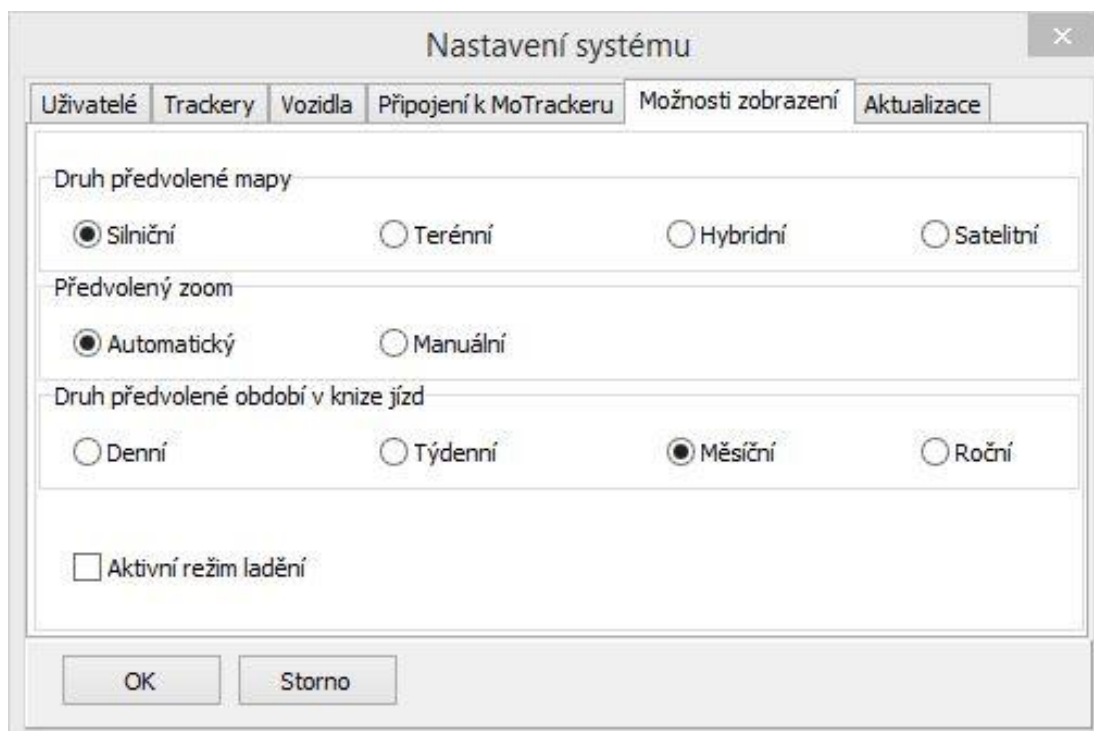 Nastavení systému
Uživatelé Trackery Vozidla Připojení k MoTrackeru Možnosti zobrazení Aktualizace
Druh předvolené mapy
Silniční Terénní Hybridní Satelitní
Předvolený zoom
Automatický Manuální
Druh předvolené období v knize jízd
Denní Týdenní Měsíční Roční
Aktivní režim ladění
OK Storno